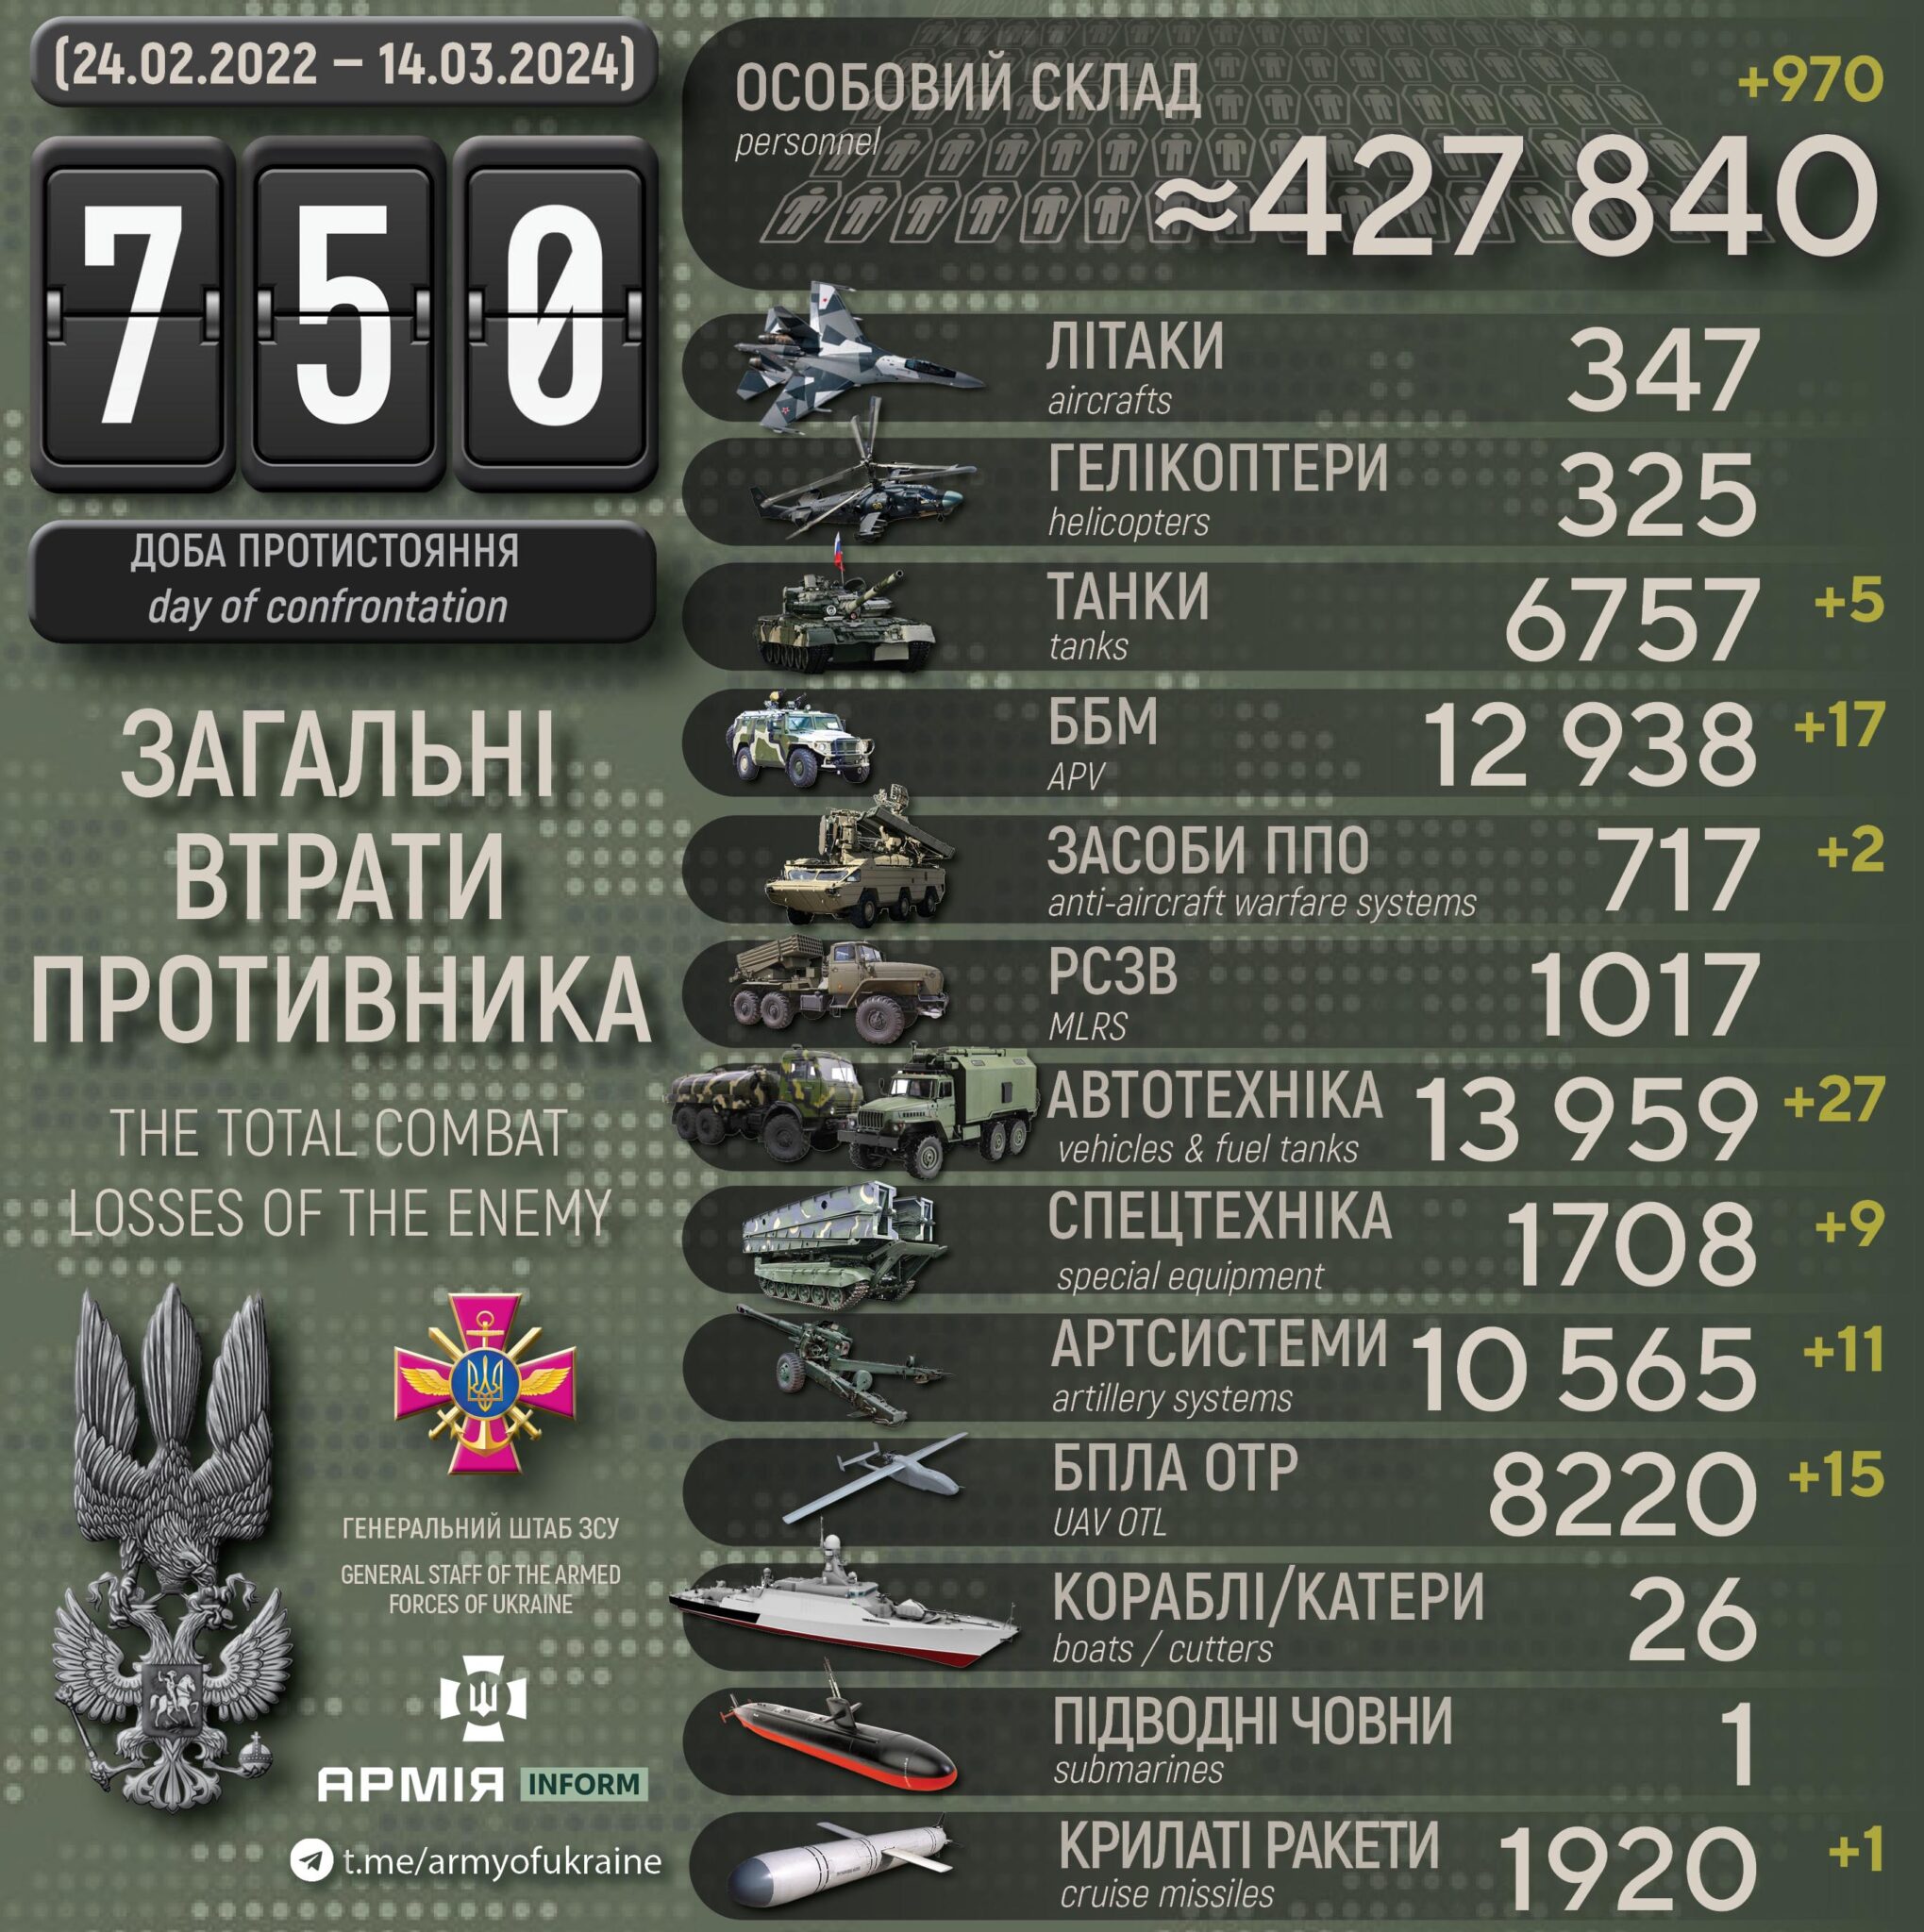 (24.02.2022 – 14.03.2024)
750
ДОБА ПРОТИСТОЯННЯ
day of confrontation
ЗАГАЛЬНІ
ВТРАТИ
ПРОТИВНИКА
THE TOTAL COMBAT
LOSSES OF THE ENEMY
ГЕНЕРАЛЬНИЙ ШТАБ ЗСУ
GENERAL STAFF OF THE ARMED
FORCES OF UKRAINE
АРМІЯ INFORM
t.me/armyofukraine
ОСОБОВИЙ СКЛАД +970
personnel
≈427 840
ЛІТАКИ 347
aircrafts
ГЕЛІКОПТЕРИ 325
helicopters
ТАНКИ 6757 +5
tanks
ББМ 12 938 +17
APV
ЗАСОБИ ППО 717 +2
anti-aircraft warfare systems
РСЗВ 1017
MLRS
АВТОТЕХНІКА 13 959 +27
vehicles & fuel tanks
СПЕЦТЕХНІКА 1708 +9
special equipment
АРТСИСТЕМИ 10 565 +11
artillery systems
БПЛА ОТР 8220 +15
UAV OTL
КОРАБЛІ/КАТЕРИ 26
boats / cutters
ПІДВОДНІ ЧОВНИ 1
submarines
КРИЛАТІ РАКЕТИ 1920 +1
cruise missiles